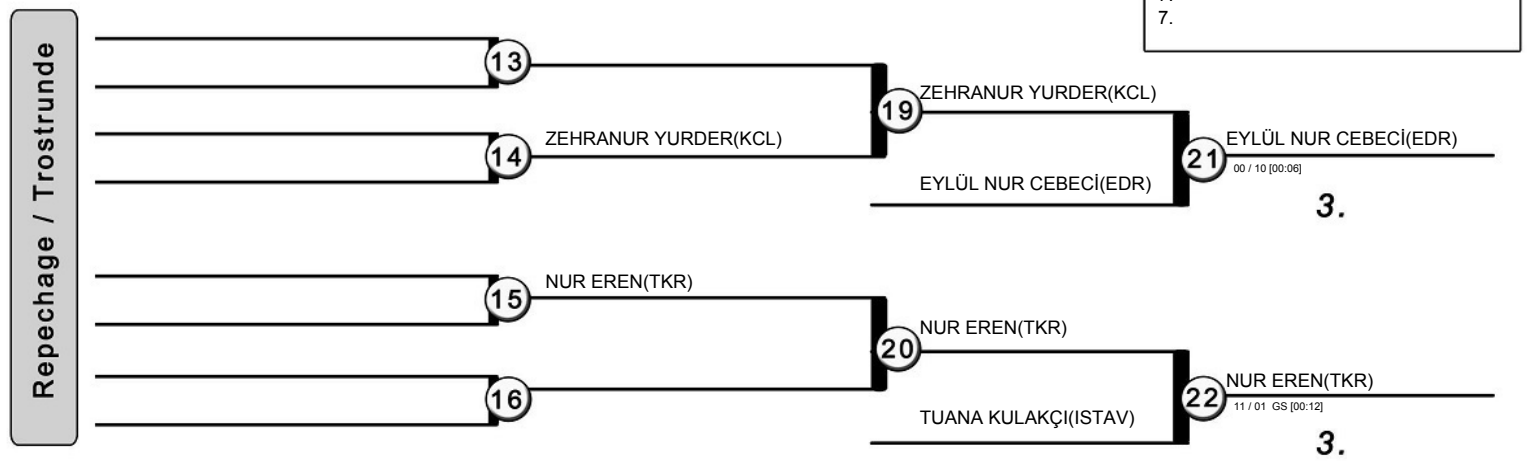 7.
Repechage / Trostrunde
13
14
ZEHRANUR YURDER(KCL)
19
ZEHRANUR YURDER(KCL)
EYLÜL NUR CEBECİ(EDR)
21
EYLÜL NUR CEBECİ(EDR)
00 / 10 [00:06]
3.
15
NUR EREN(TKR)
16
20
NUR EREN(TKR)
TUANA KULAKÇI(ISTAV)
22
NUR EREN(TKR)
11 / 01 GS [00:12]
3.